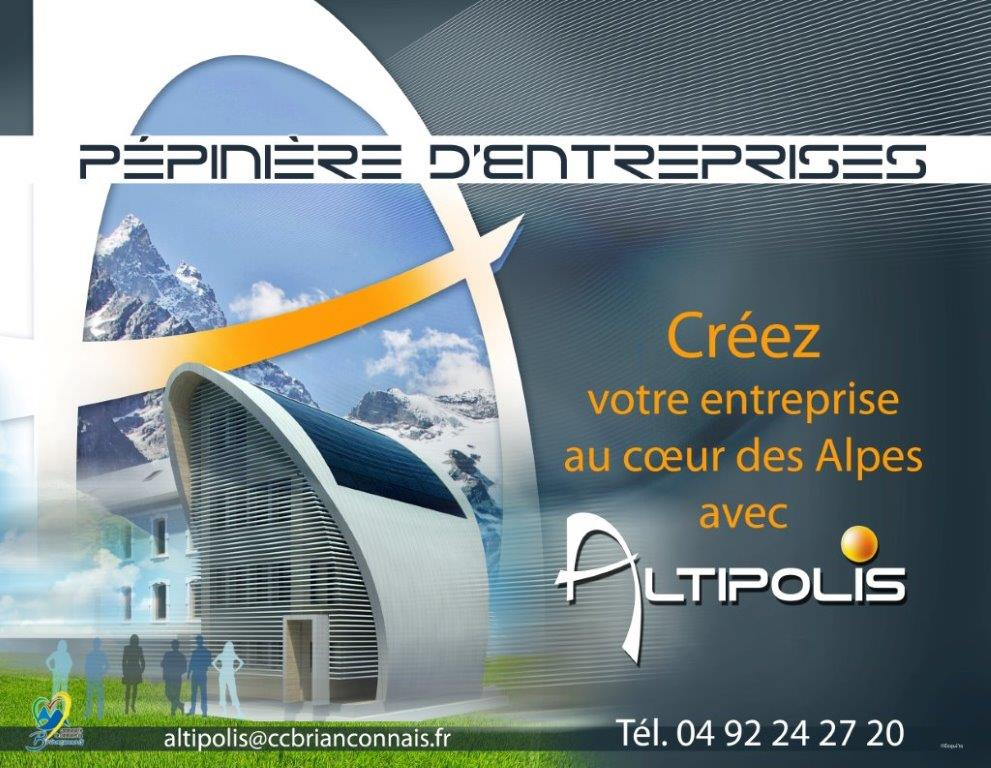 PÉPINIÈRE D'ENTREPRISES
Créez
votre entreprise
au cœur des Alpes
avec
ALTIPOLIS
altipolis@ccbrianconnais.fr
Tél. 04 92 24 27 20